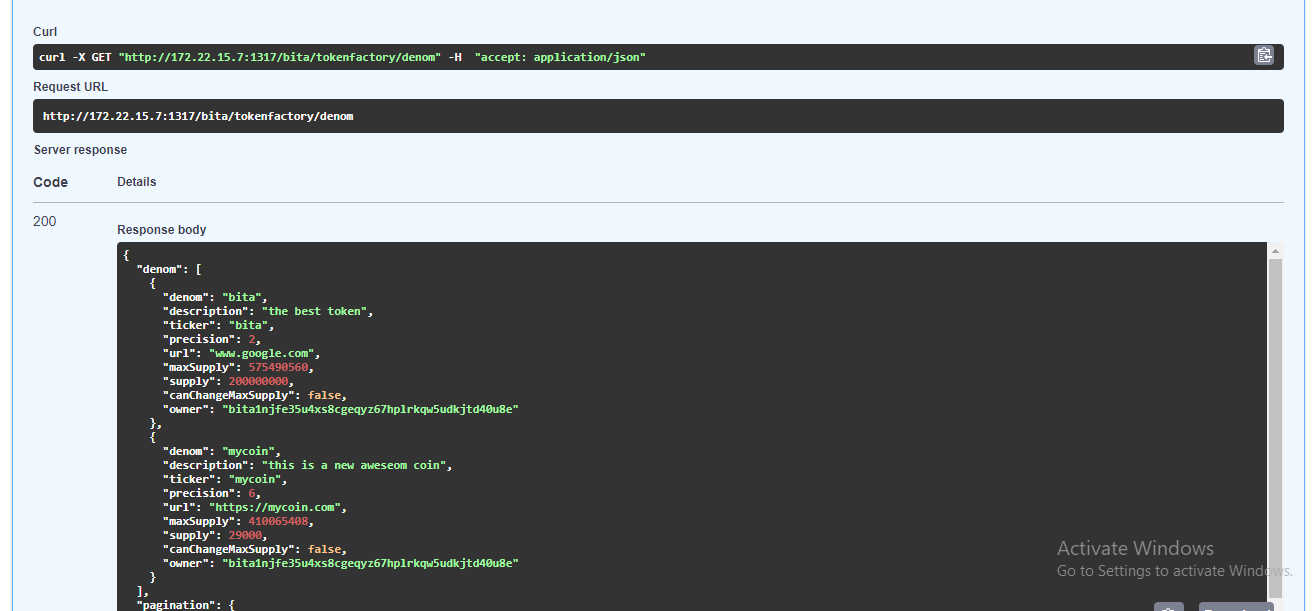 Curl
curl -X GET "http://172.22.15.7:1317/bita/tokenfactory/denom" -H  "accept: application/json"
Request URL
http://172.22.15.7:1317/bita/tokenfactory/denom
Server response
Code Details
200
Response body
{
  "denom": [
    {
      "denom": "bita",
      "description": "the best token",
      "ticker": "bita",
      "precision": 2,
      "url": "www.google.com",
      "maxSupply": 575490560,
      "supply": 200000000,
      "canChangeMaxSupply": false,
      "owner": "bita1njfe35u4xs8cgeqyz67hplrkqw5udkjtd40u8e"
    },
    {
      "denom": "mycoin",
      "description": "this is a new aweseom coin",
      "ticker": "mycoin",
      "precision": 6,
      "url": "https://mycoin.com",
      "maxSupply": 410065408,
      "supply": 29000,
      "canChangeMaxSupply": false,
      "owner": "bita1njfe35u4xs8cgeqyz67hplrkqw5udkjtd40u8e"
    }
  ],
  "pagination": {
Activate Windows
Go to Settings to activate Windows.